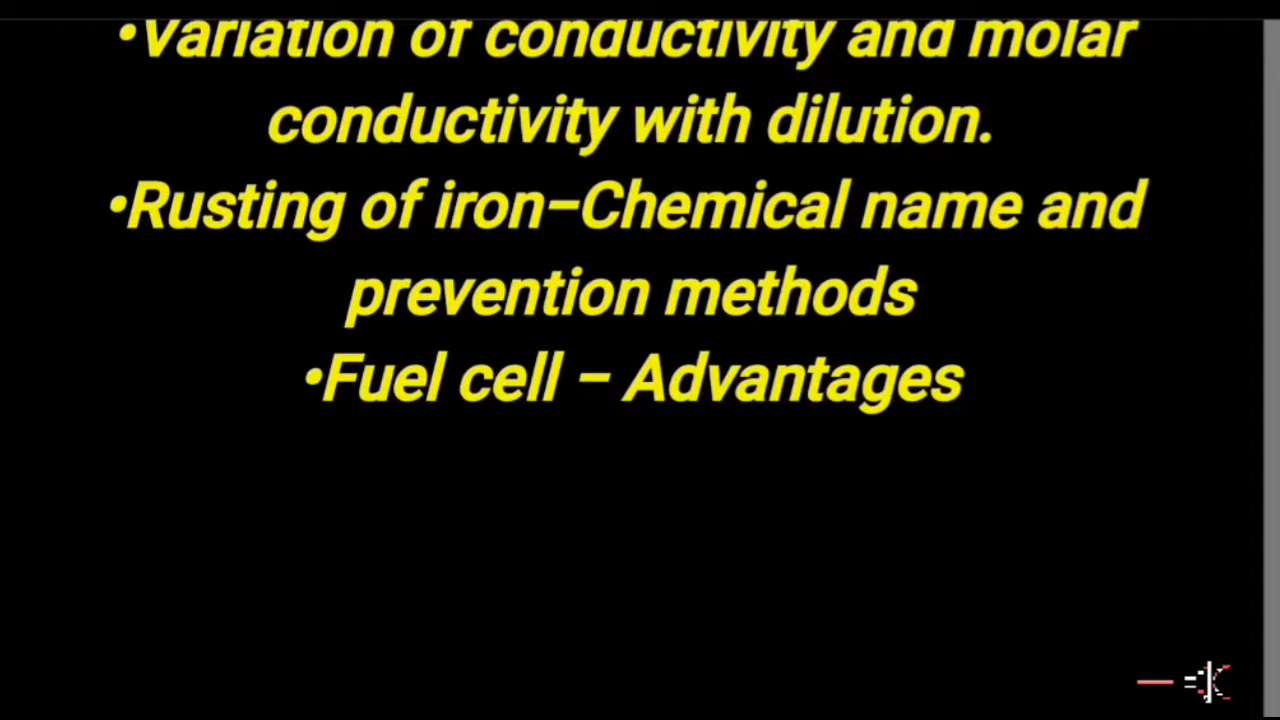 •Variation of conductivity and molar
conductivity with dilution.
•Rusting of iron–Chemical name and
prevention methods
•Fuel cell – Advantages